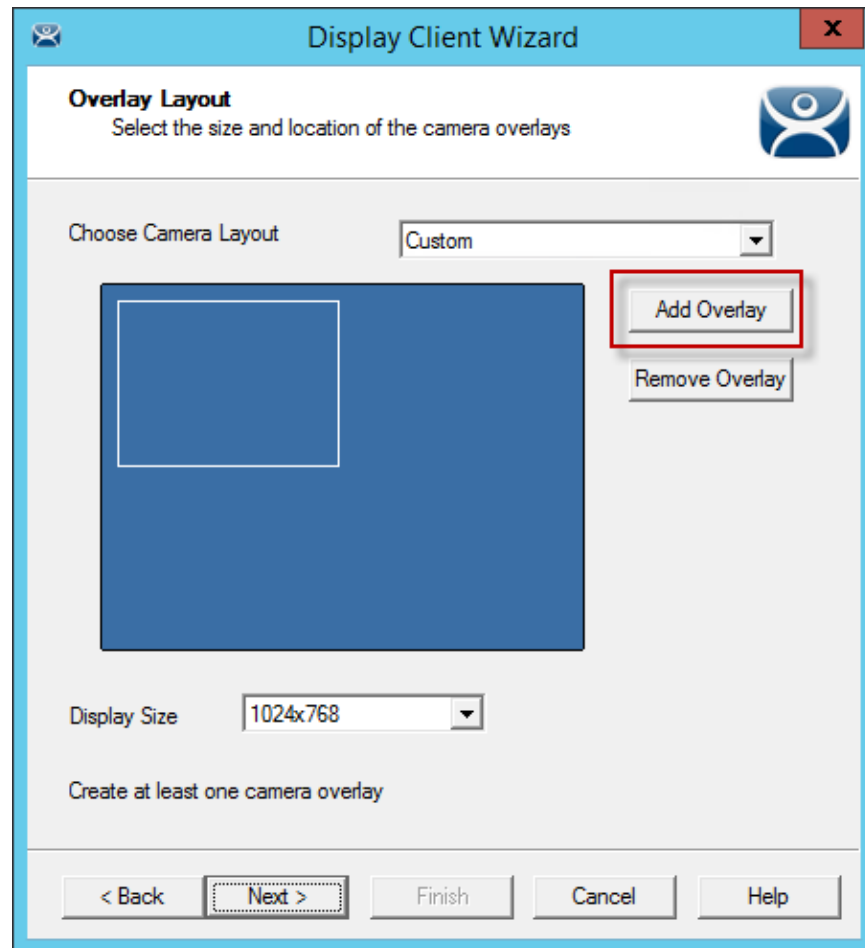 Display Client Wizard
x
Overlay Layout
Select the size and location of the camera overlays
Choose Camera Layout
Custom
Add Overlay
Remove Overlay
Display Size
1024x768
Create at least one camera overlay
< Back Next > Finish Cancel Help